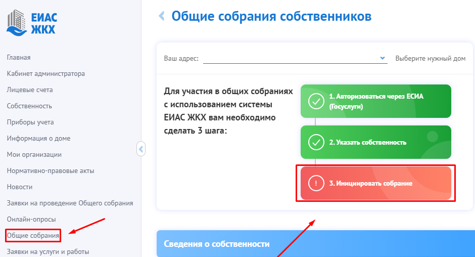 ЕИАС
ЖКХ
Главная
Кабинет администратора
Лицевые счета
Собственность
Приборы учета
Информация о доме
Мои организации
Нормативно-правовые акты
Новости
Заявки на проведение Общего собрания
Онлайн-опросы
Общие собрания
Заявки на услуги и работы
Общие собрания собственников
Ваш адрес:
Выберите нужный дом
Для участия в общих собраниях
с использованием системы
ЕИАС ЖКХ вам необходимо
сделать 3 шага:
1. Авторизоваться через ЕСИА
(Госуслуги)
2. Указать собственность
3. Инициировать собрание
Сведения о собственности